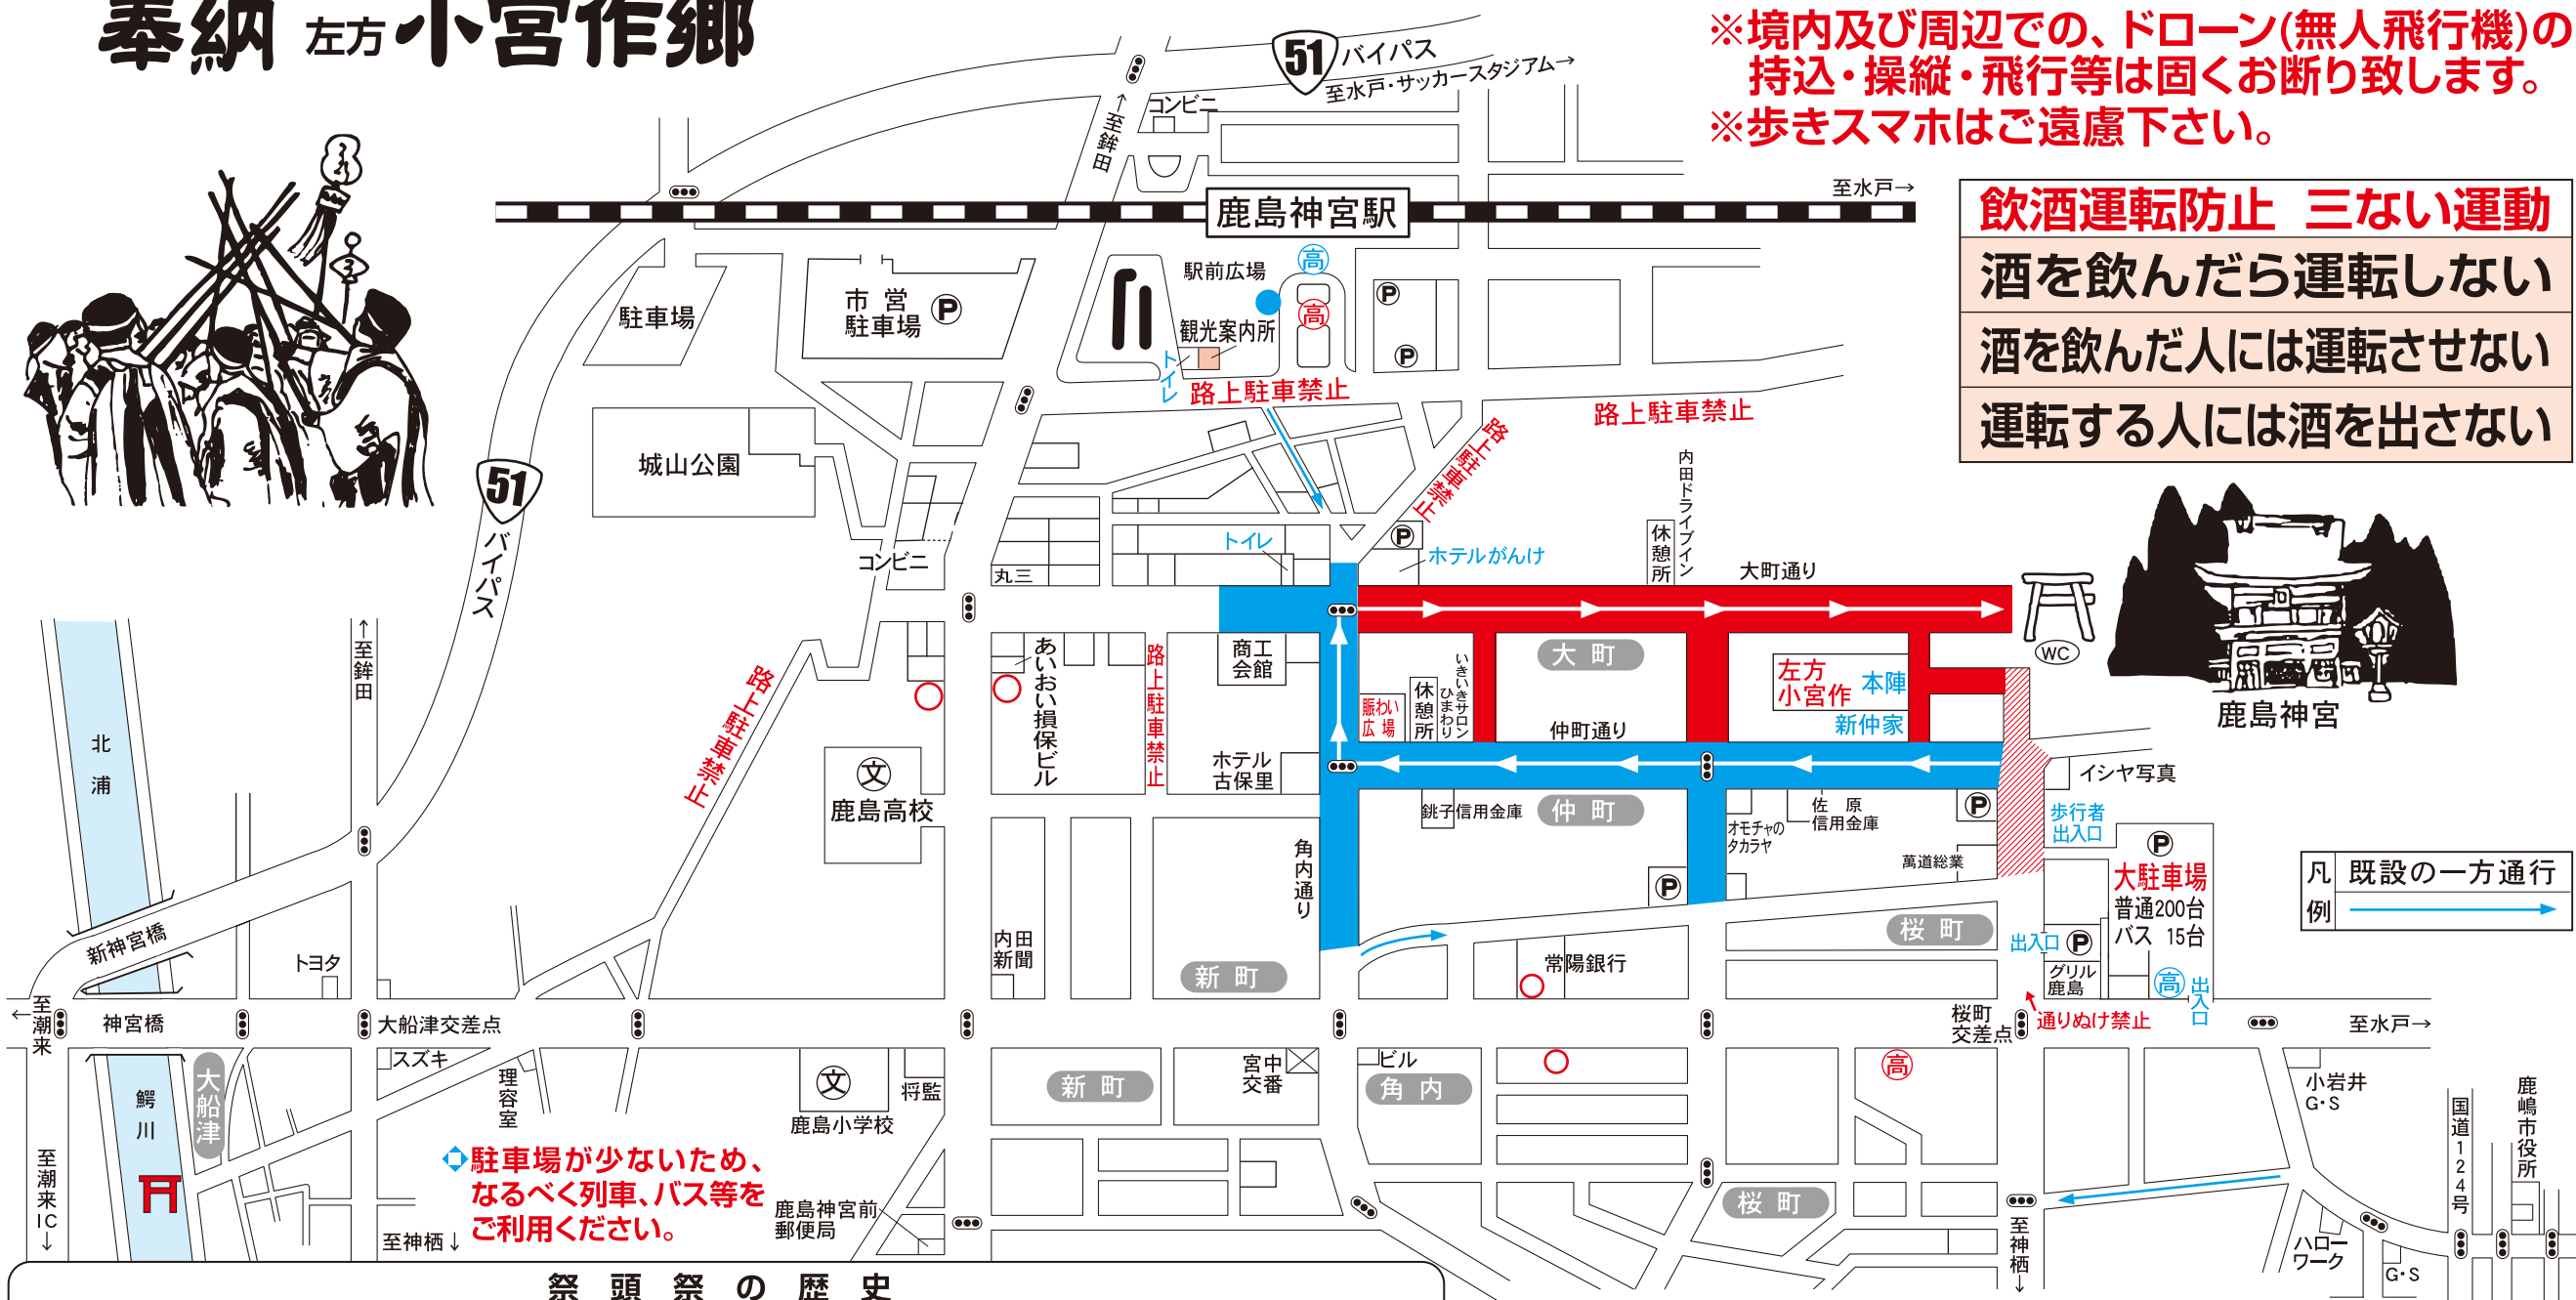 奉納 左方 小宮作郷
※境内及び周辺での、ドローン(無人飛行機)の
持込・操縦・飛行等は固くお断り致します。
※歩きスマホはご遠慮下さい。
51 バイパス
至水戸・サッカースタジアム→
コンビニ
←至鉾田
至水戸→
鹿島神宮駅
飲酒運転防止 三ない運動
酒を飲んだら運転しない
酒を飲んだ人には運転させない
運転する人には酒を出さない
駐車場
市営
駐車場
P
駅前広場
高
高
観光案内所
トイレ
P
P
路上駐車禁止
路上駐車禁止
路上駐車禁止
城山公園
51
バイパス
コンビニ
丸三
トイレ
P
ホテルがんけ
休憩所
内田ドライブイン
大町通り
WC
鹿島神宮
←至鉾田
北浦
路上駐車禁止
あいおい損保ビル
路上駐車禁止
商工
会館
大町
賑わい
広場
休憩所
いきいきサロン
ひまわり
左方
小宮作
本陣
新仲家
仲町通り
文
鹿島高校
ホテル
古保里
イシヤ写真
銚子信用金庫
仲町
オモチャの
タカラヤ
佐原
信用金庫
P
歩行者
出入口
萬道総業
P
角内通り
P
大駐車場
普通200台
バス 15台
凡例
既設の一方通行
新神宮橋
トヨタ
内田
新聞
新町
常陽銀行
桜町
出入口
P
グリル
鹿島
高
出入口
←至潮来
神宮橋
大船津交差点
桜町
交差点
通りぬけ禁止
至水戸→
スズキ
大船津
理容室
文
鹿島小学校
将監
新町
宮中
交番
ビル
角内
高
小岩井
G・S
国道124号
鹿嶋市役所
鰐川
至潮来IC→
駐車場が少ないため、
なるべく列車、バス等を
ご利用ください。
至神栖↓
鹿島神宮前
郵便局
桜町
至神栖→
ハロー
ワーク
G・S
祭頭祭の歴史